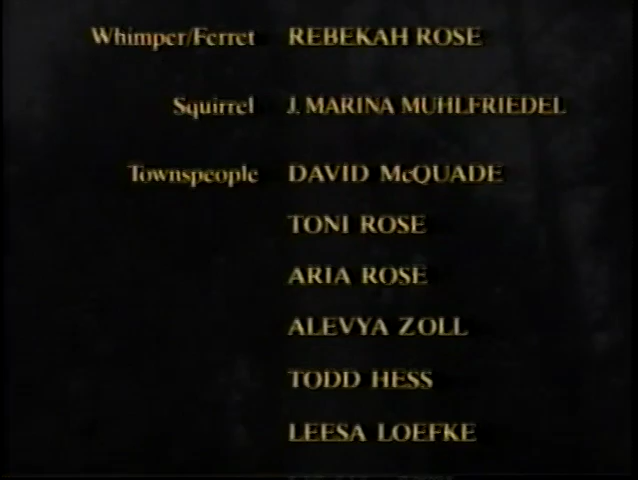 Whimper/Ferret REBEKAH ROSE
Squirrel J. MARINA MUHLFRIEDEL
Townspeople DAVID McQUADE
TONI ROSE
ARIA ROSE
ALEVYA ZOLL
TODD HESS
LEESA LOEFKE